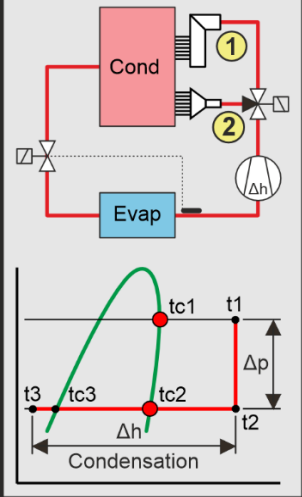 Cond
1
2
Δh
Evap
tc1
t1
Δp
t3
tc3
tc2
t2
Δh
Condensation